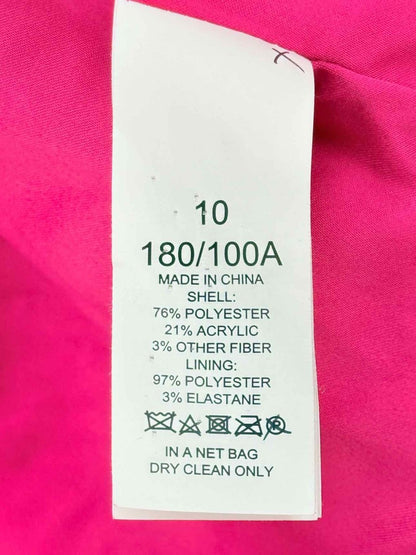 10
180/100A
MADE IN CHINA
SHELL:
76% POLYESTER
21% ACRYLIC
3% OTHER FIBER
LINING:
97% POLYESTER
3% ELASTANE
IN A NET BAG
DRY CLEAN ONLY